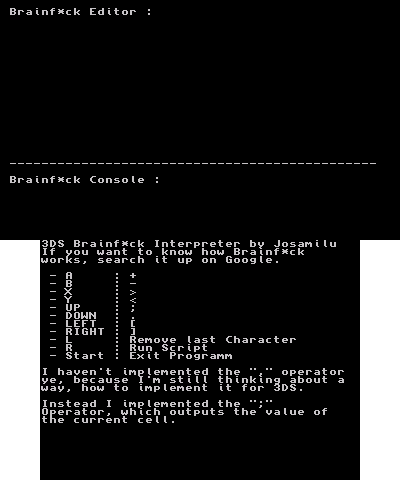 Brainf*ck Editor :
-----------------------------------------------
Brainf*ck Console :
3DS Brainf*ck Interpreter by Josamilu
If you want to know how Brainf*ck
works, search it up on Google.
- A : +
- B : -
- X : >
- Y : <
- UP : ;
- DOWN : .
- LEFT : [
- RIGHT : ]
- L : Remove last Character
- R : Run Script
- Start : Exit Programm
I haven't implemented the "," operator
ye, because I'm still thinking about a
way, how to implement it for 3DS.
Instead I implemented the ";"
Operator, which outputs the value of
the current cell.